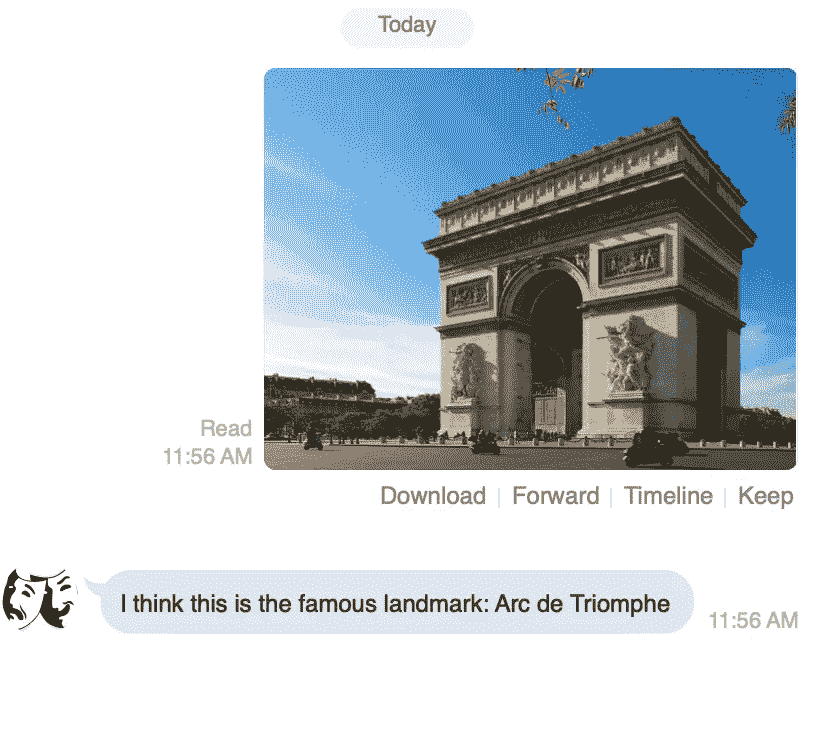 Today
Read
11:56 AM
Download | Forward | Timeline | Keep
I think this is the famous landmark: Arc de Triomphe
11:56 AM